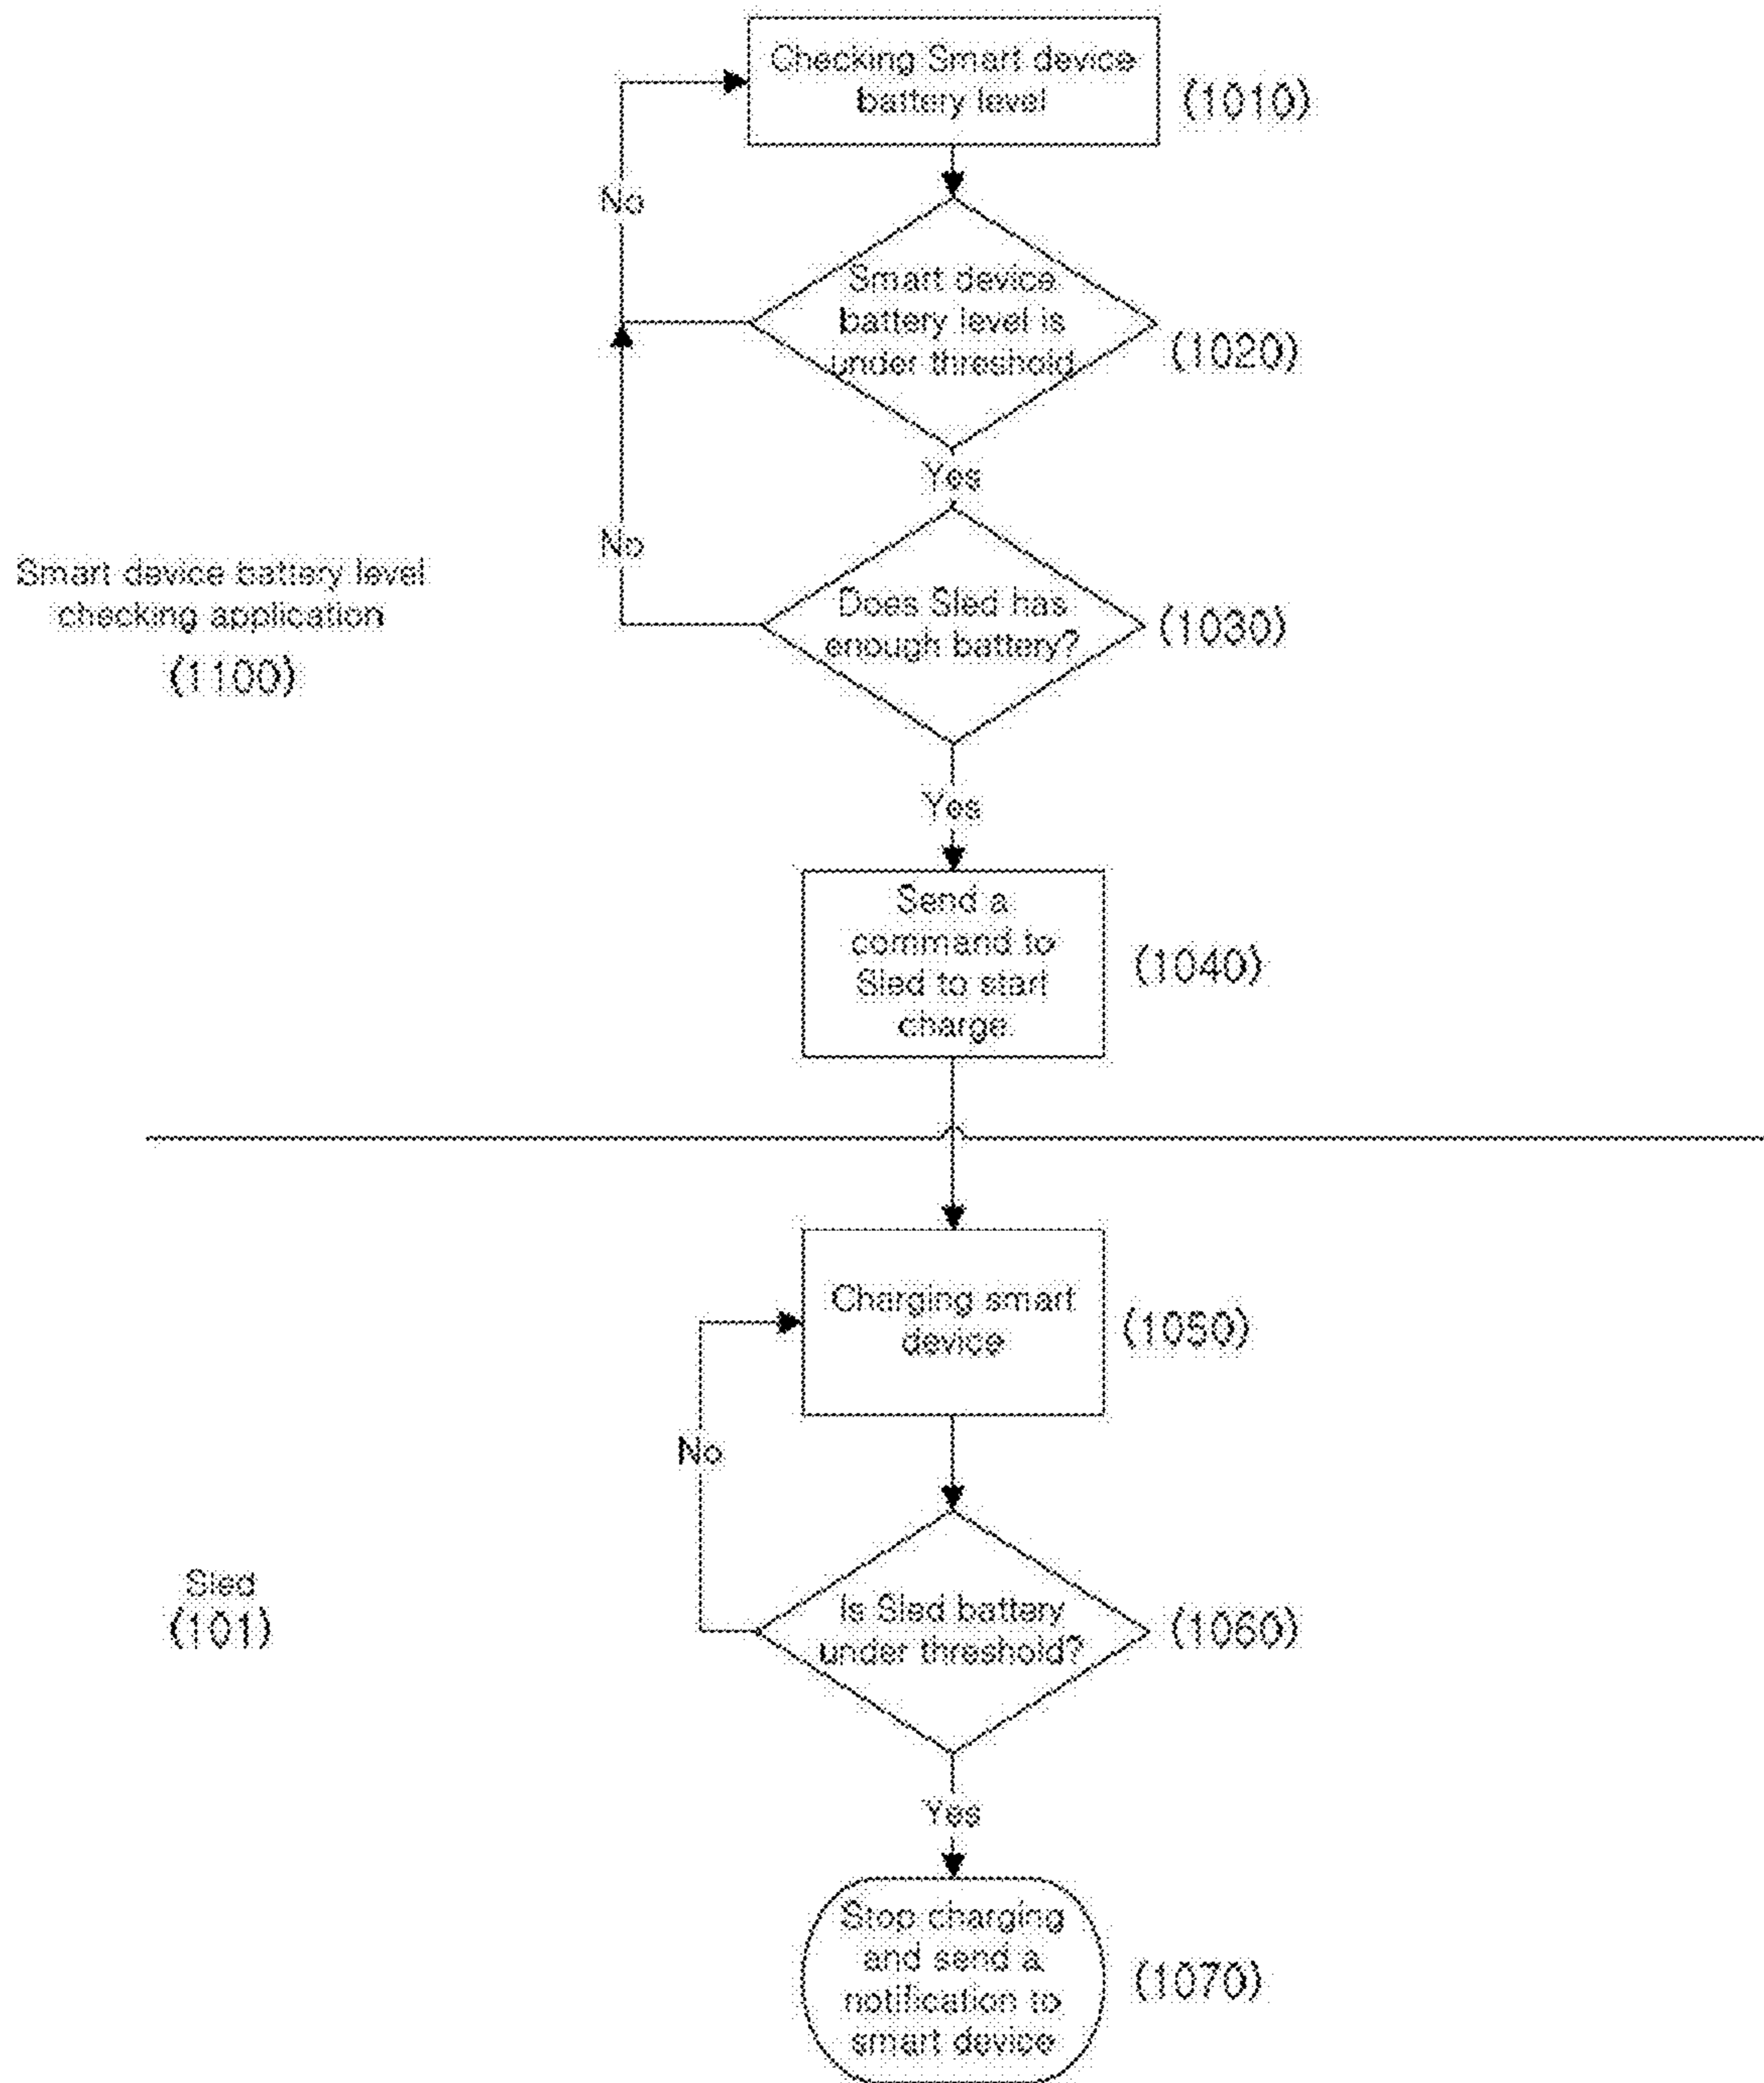 Checking Smart device
battery level
(1010)
No
Smart device
battery level is
under threshold
(1020)
Yes
No
Does Sled has
enough battery?
(1030)
Smart device battery level
checking application
(1100)
Yes
Send a
command to
Sled to start
charge
(1040)
Charging smart
device
(1050)
No
Sled
(101)
Is Sled battery
under threshold?
(1060)
Yes
Stop charging
and send a
notification to
smart device
(1070)